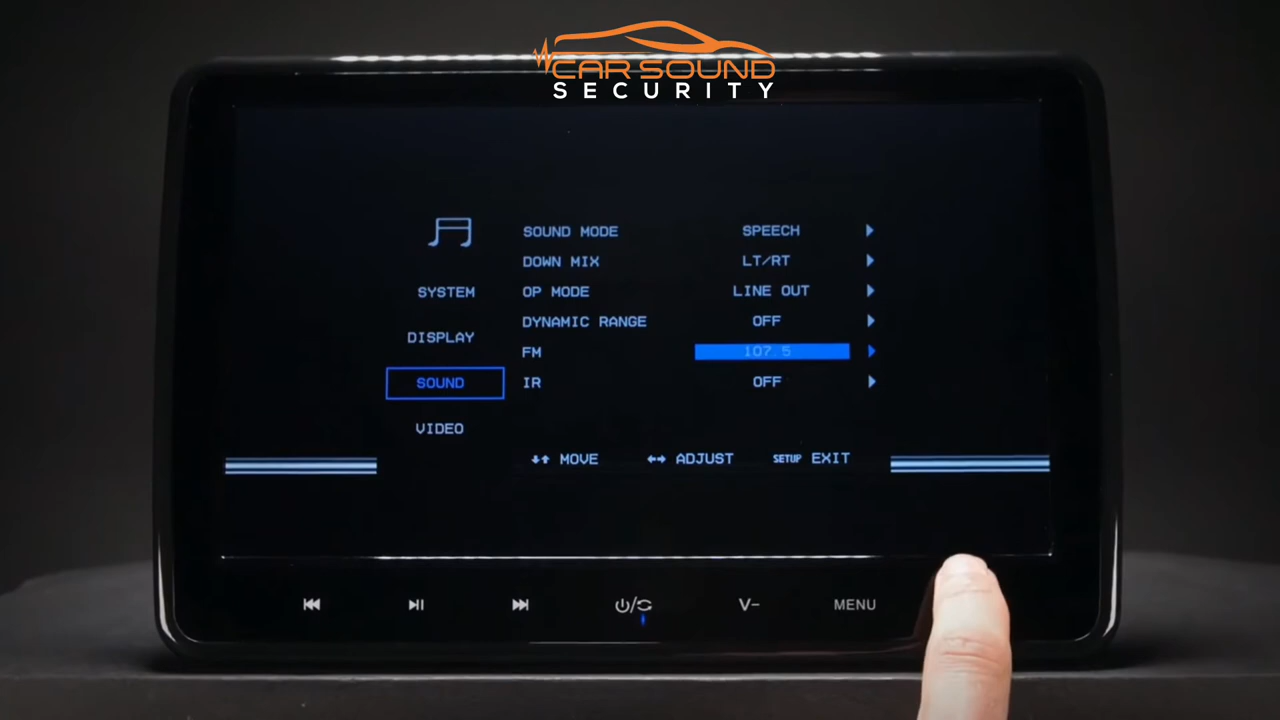 CAR SOUND
SECURITY
SOUND MODE SPEECH
DOWN MIX LT/RT
SYSTEM OP MODE LINE OUT
DYNAMIC RANGE OFF
DISPLAY
FM 107.5
SOUND IR OFF
VIDEO
MOVE ADJUST SETUP EXIT
V- MENU